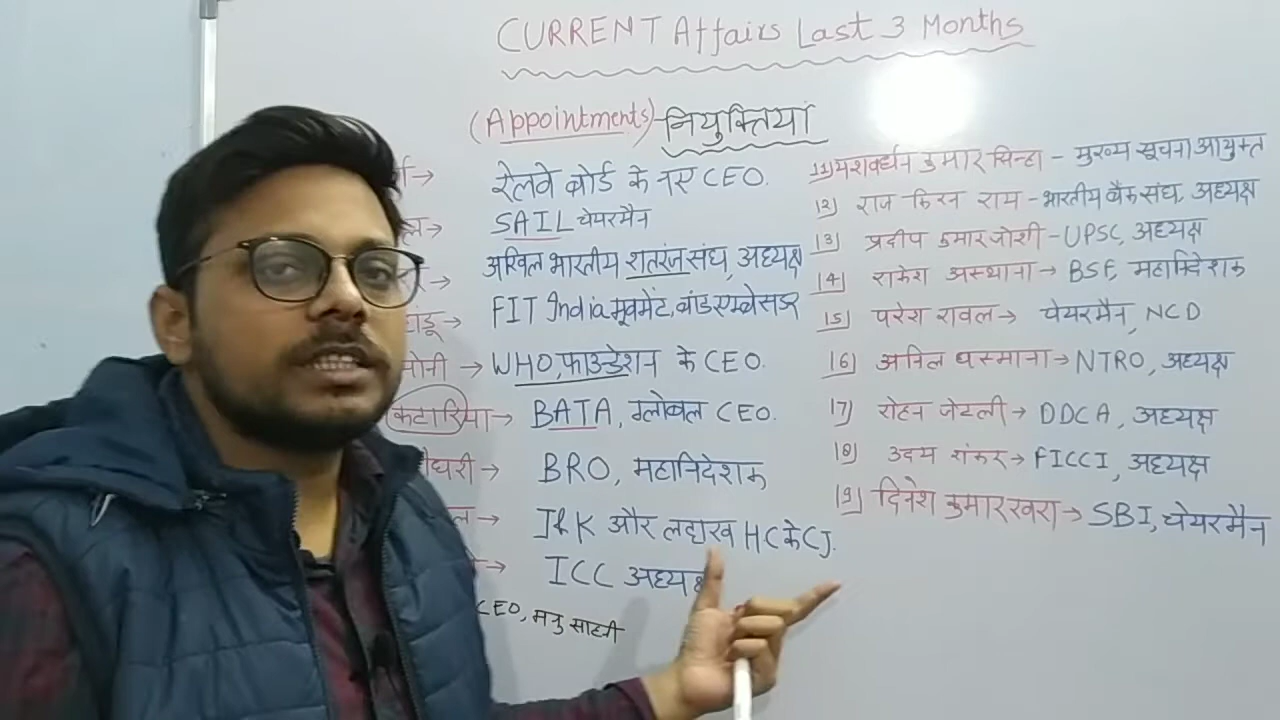 CURRENT Affairs Last 3 Months
(Appointments) नियुक्तियां
→ रेलवे बोर्ड के नए CEO.
SAIL चेयरमैन
अखिल भारतीय शतरंज संघ, अध्यक्ष
→ FIT India मूवमेंट, ब्रांड एम्बेसडर
→ WHO, फाउंडेशन के CEO.
कटारिया → BATA, ग्लोबल CEO.
→ BRO, महानिदेशक
→ J&K और लद्दाख HC के CJ.
→ ICC अध्यक्ष
CEO, मनु साहनी
11) यशवर्धन कुमार सिन्हा - मुख्य सूचना आयुक्त
12) राज किरन राय - भारतीय बैंक संघ, अध्यक्ष
13) प्रदीप कुमार जोशी - UPSC, अध्यक्ष
14) राकेश अस्थाना → BSF, महानिदेशक
15) परेश रावल → चेयरमैन, NCD
16) अनिल धस्माना → NTRO, अध्यक्ष
17) रोहन जेटली → DDCA, अध्यक्ष
18) उदय शंकर → FICCI, अध्यक्ष
19) दिनेश कुमार खरा → SBI, चेयरमैन